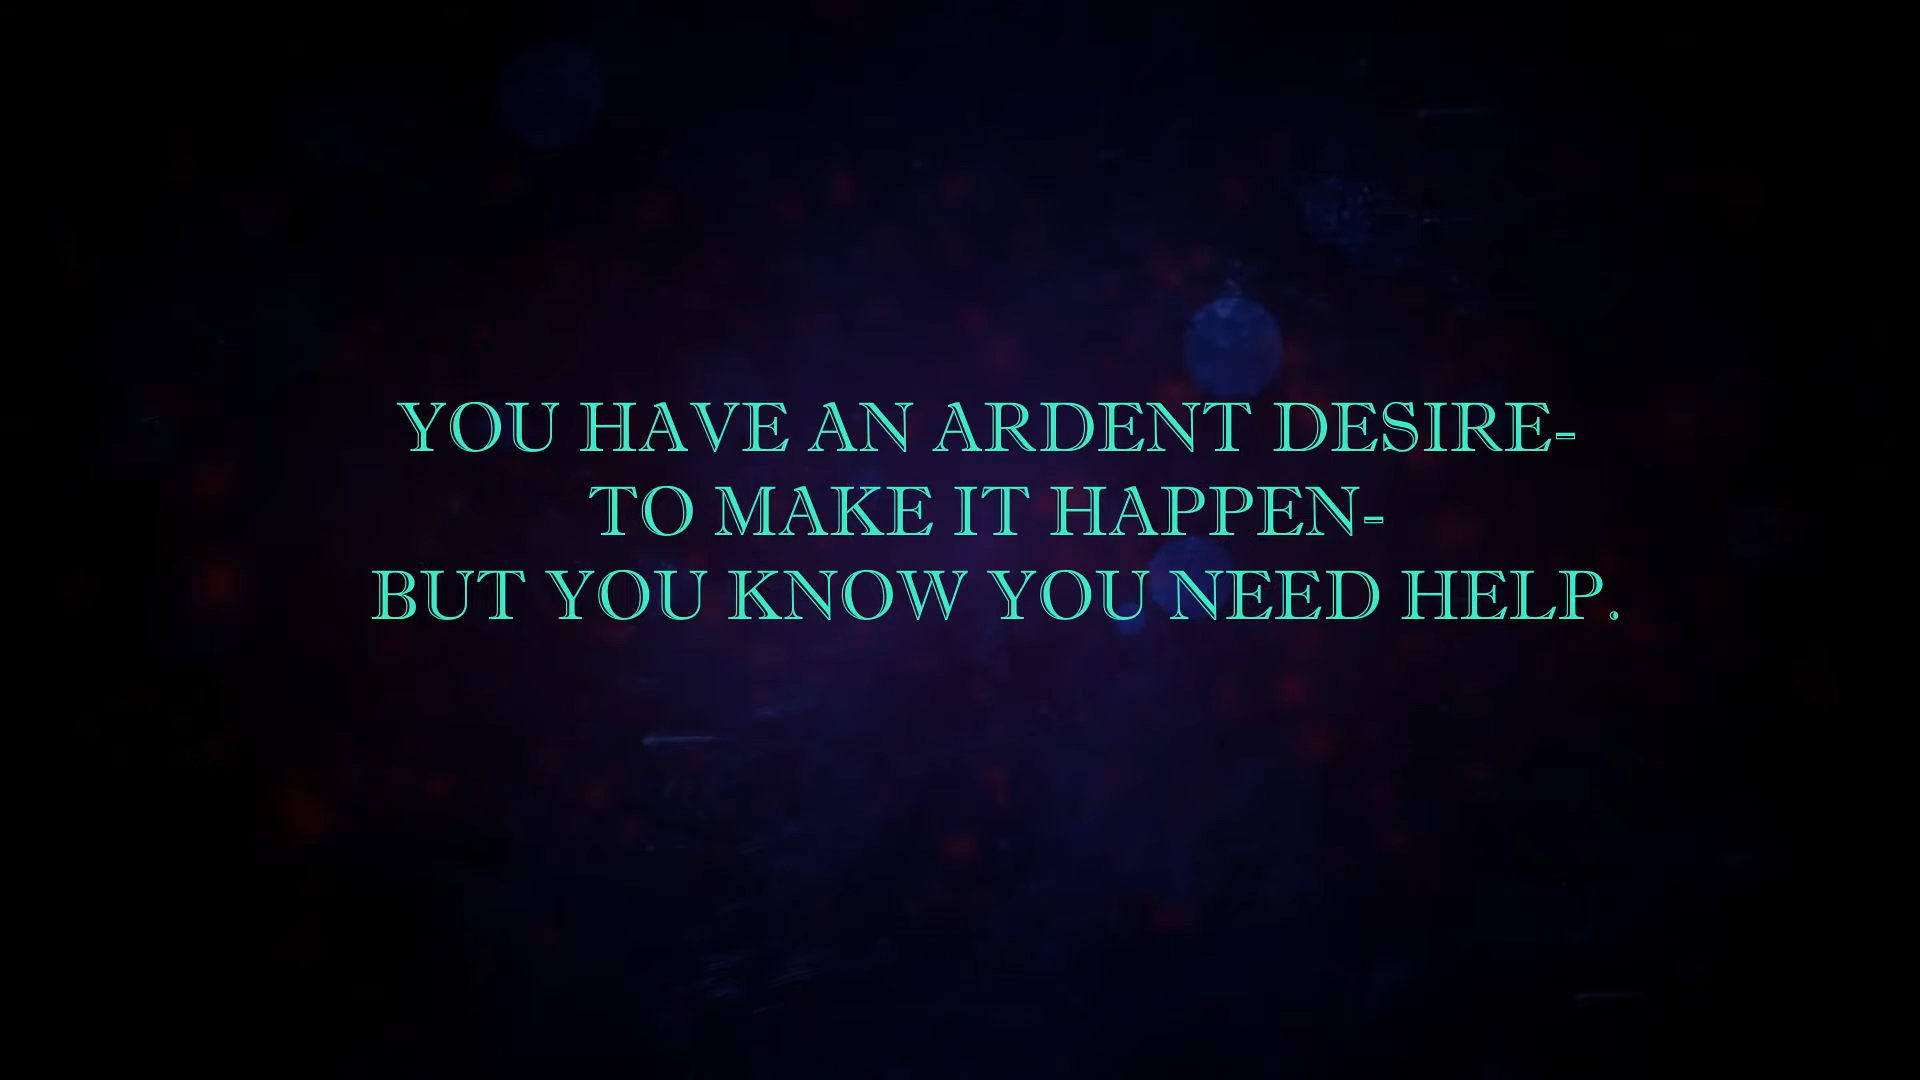 YOU HAVE AN ARDENT DESIRE-
TO MAKE IT HAPPEN-
BUT YOU KNOW YOU NEED HELP.